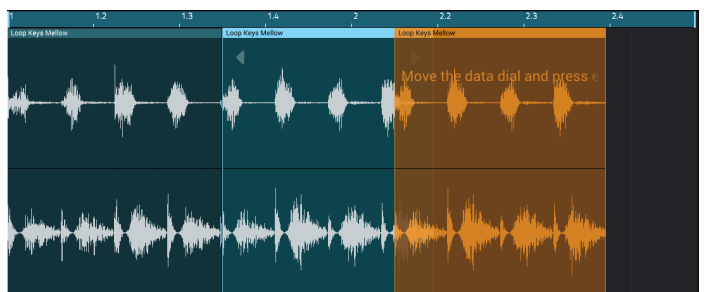 1 1.2 1.3 1.4 2 2.2 2.3 2.4
Loop Keys Mellow Loop Keys Mellow Loop Keys Mellow
Move the data dial and press e